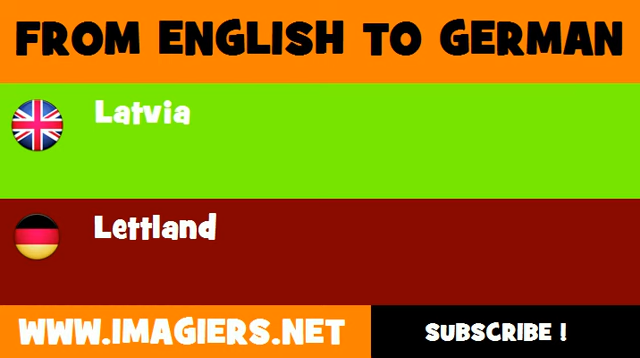 FROM ENGLISH TO GERMAN
Latvia
Lettland
WWW.IMAGIERS.NET
SUBSCRIBE !